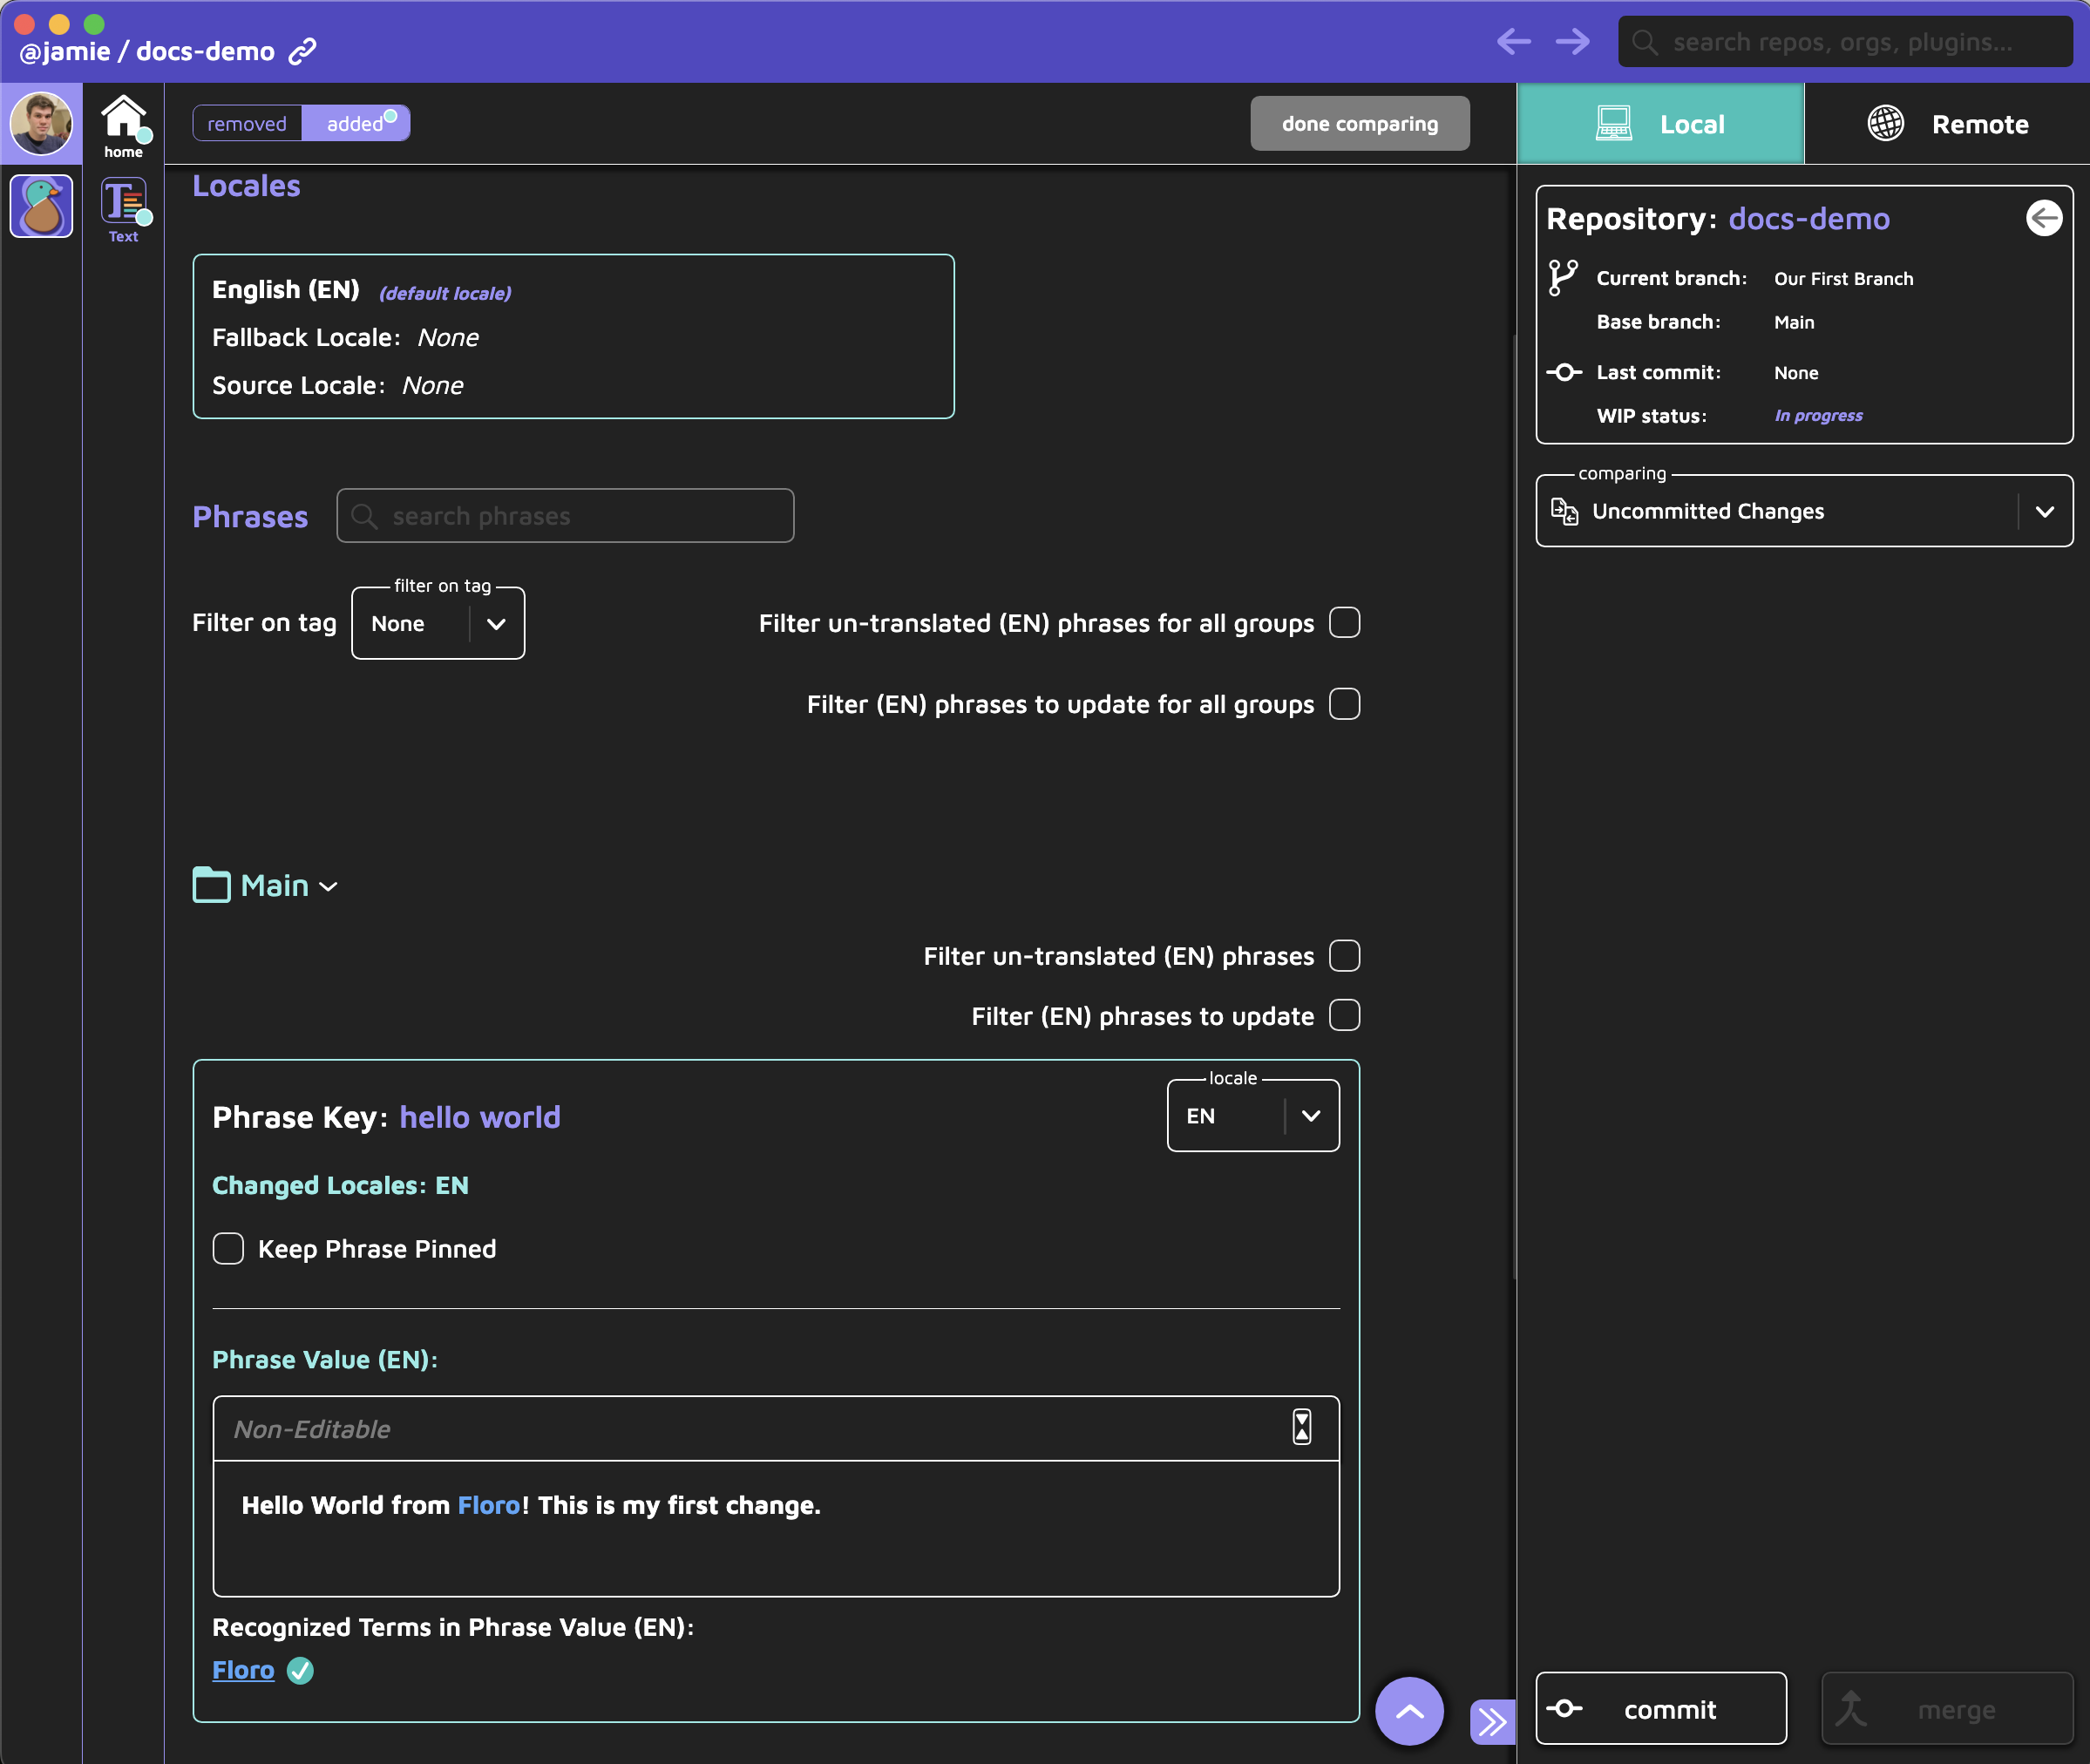 @jamie / docs-demo
search repos, orgs, plugins...
home
Text
removed
added
done comparing
Local
Remote
Locales
English (EN) (default locale)
Fallback Locale: None
Source Locale: None
Phrases
search phrases
Filter on tag
filter on tag
None
Filter un-translated (EN) phrases for all groups
Filter (EN) phrases to update for all groups
Main
Filter un-translated (EN) phrases
Filter (EN) phrases to update
Phrase Key: hello world
locale
EN
Changed Locales: EN
Keep Phrase Pinned
Phrase Value (EN):
Non-Editable
Hello World from Floro! This is my first change.
Recognized Terms in Phrase Value (EN):
Floro
Repository: docs-demo
Current branch: Our First Branch
Base branch: Main
Last commit: None
WIP status: In progress
comparing
Uncommitted Changes
commit
merge